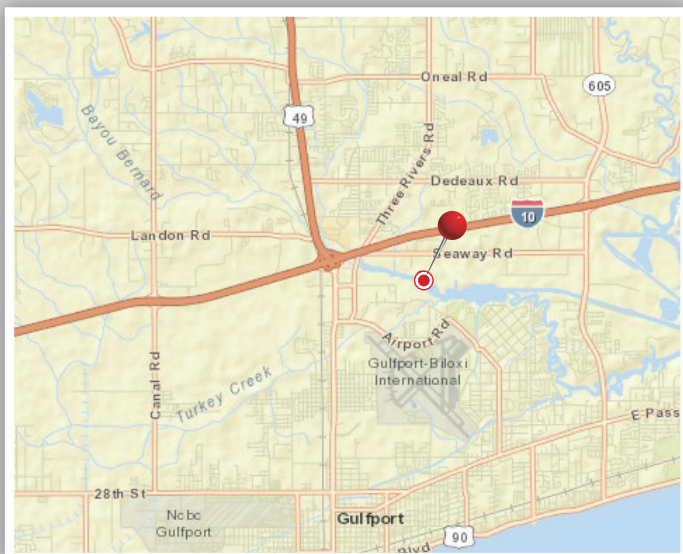 Oneal Rd
605
49
Bayou Bernard
Three Rivers Rd
Dedeaux Rd
10
Landon Rd
Seaway Rd
Airport Rd
Gulfport-Biloxi
International
Canal Rd
Turkey Creek
E Pass
28th St
Ncbc
Gulfport
Gulfport
90
Blvd